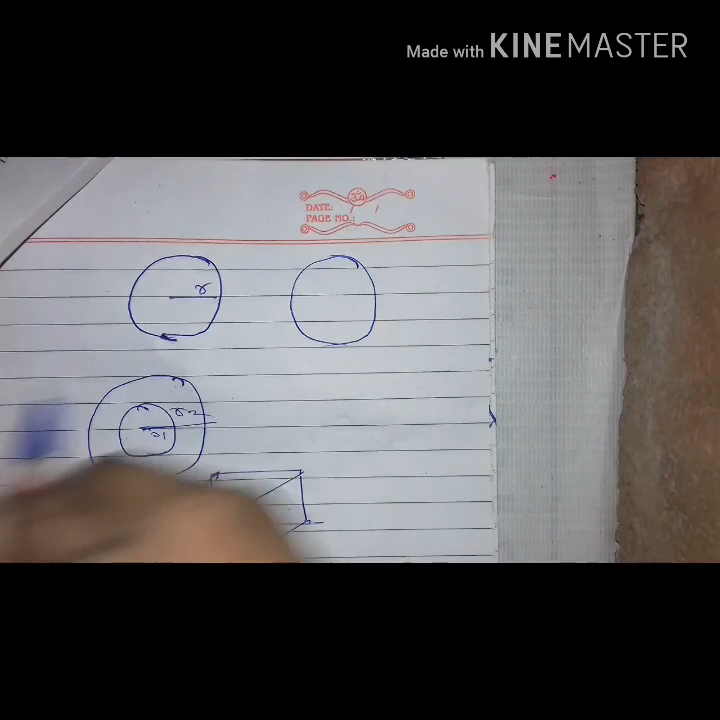 Made with KINEMASTER
ॐ
DATE: / /
PAGE NO.:
r
r2
r1